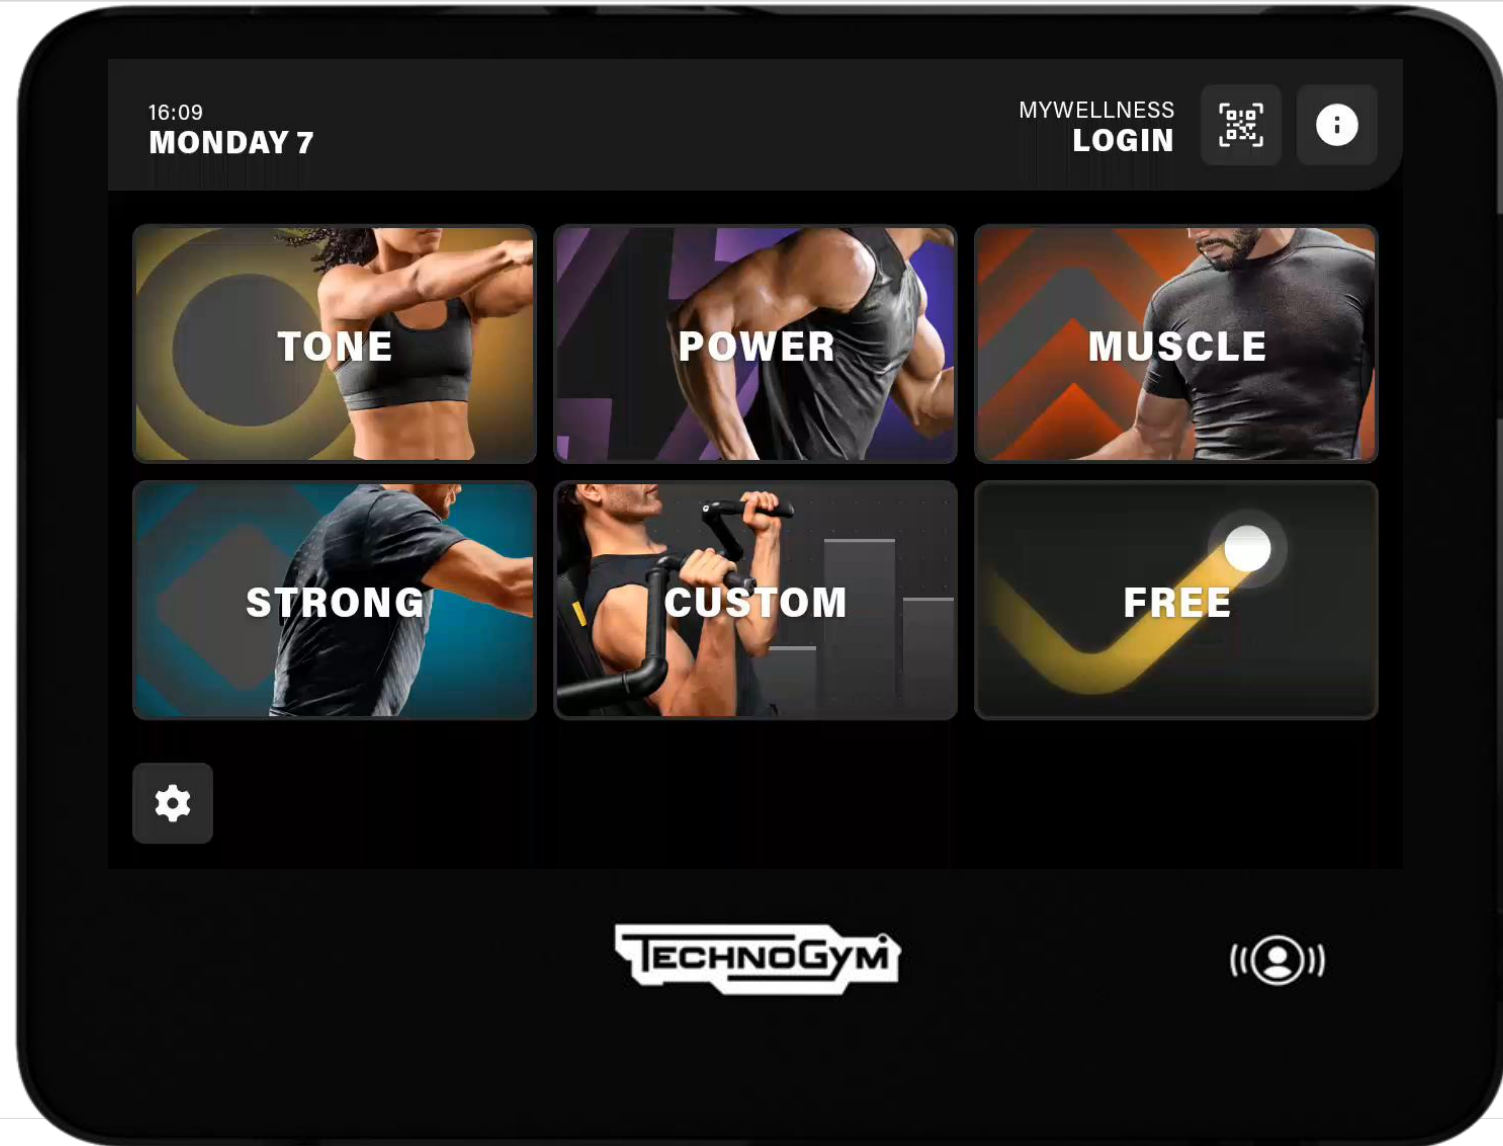 16:09
MONDAY 7
MYWELLNESS
LOGIN
TONE
POWER
MUSCLE
STRONG
CUSTOM
FREE
TECHNOGYM